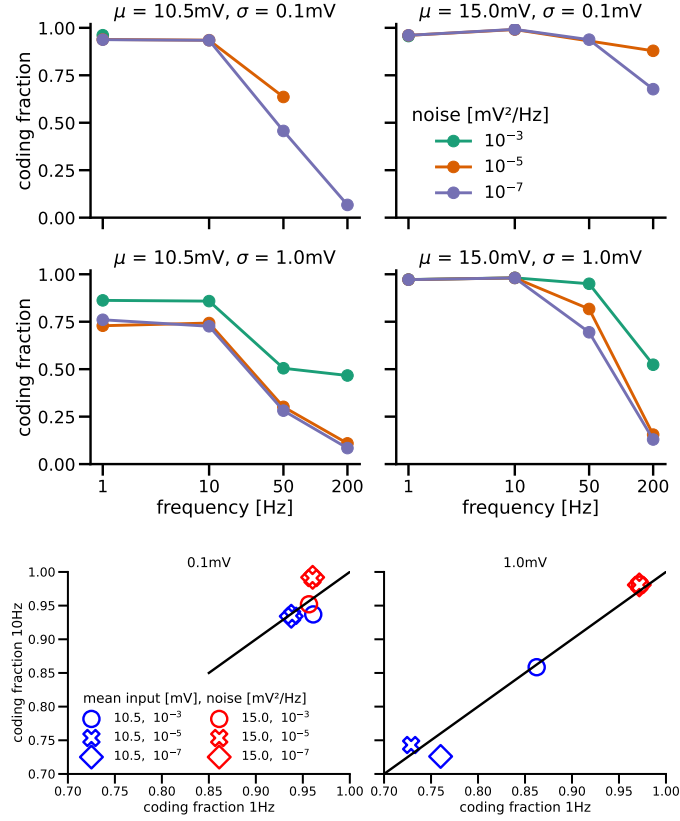 μ = 10.5mV, σ = 0.1mV
μ = 15.0mV, σ = 0.1mV
coding fraction
1.00
0.75
0.50
0.25
0.00
noise [mV²/Hz]
10⁻³
10⁻⁵
10⁻⁷
μ = 10.5mV, σ = 1.0mV
μ = 15.0mV, σ = 1.0mV
coding fraction
1.00
0.75
0.50
0.25
0.00
1 10 50 200
1 10 50 200
frequency [Hz]
frequency [Hz]
0.1mV
1.0mV
coding fraction 10Hz
1.00
0.95
0.90
0.85
0.80
0.75
0.70
mean input [mV], noise [mV²/Hz]
10.5, 10⁻³ 15.0, 10⁻³
10.5, 10⁻⁵ 15.0, 10⁻⁵
10.5, 10⁻⁷ 15.0, 10⁻⁷
0.70 0.75 0.80 0.85 0.90 0.95 1.00
0.70 0.75 0.80 0.85 0.90 0.95 1.00
coding fraction 1Hz
coding fraction 1Hz